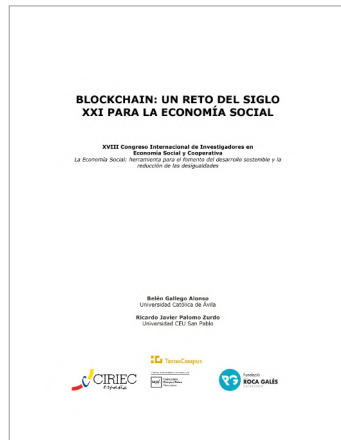 BLOCKCHAIN: UN RETO DEL SIGLO
XXI PARA LA ECONOMÍA SOCIAL
XVIII Congreso Internacional de Investigadores en
Economía Social y Cooperativa
La Economía Social: herramienta para el fomento del desarrollo sostenible y la
reducción de las desigualdades
Belén Gallego Alonso
Universidad Católica de Ávila
Ricardo Javier Palomo Zurdo
Universidad CEU San Pablo
TecnoCampus
CIRIEC
españa
Fundació
ROCA GALÈS